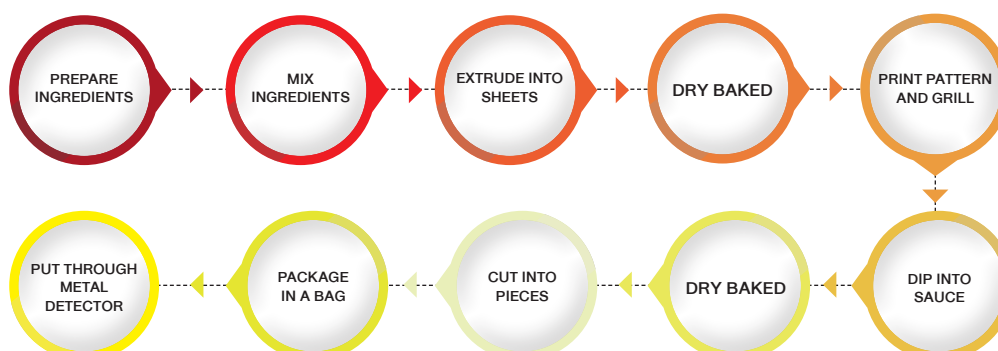 PREPARE
INGREDIENTS
MIX
INGREDIENTS
EXTRUDE INTO
SHEETS
DRY BAKED
PRINT PATTERN
AND GRILL
DIP INTO
SAUCE
DRY BAKED
CUT INTO
PIECES
PACKAGE
IN A BAG
PUT THROUGH
METAL
DETECTOR